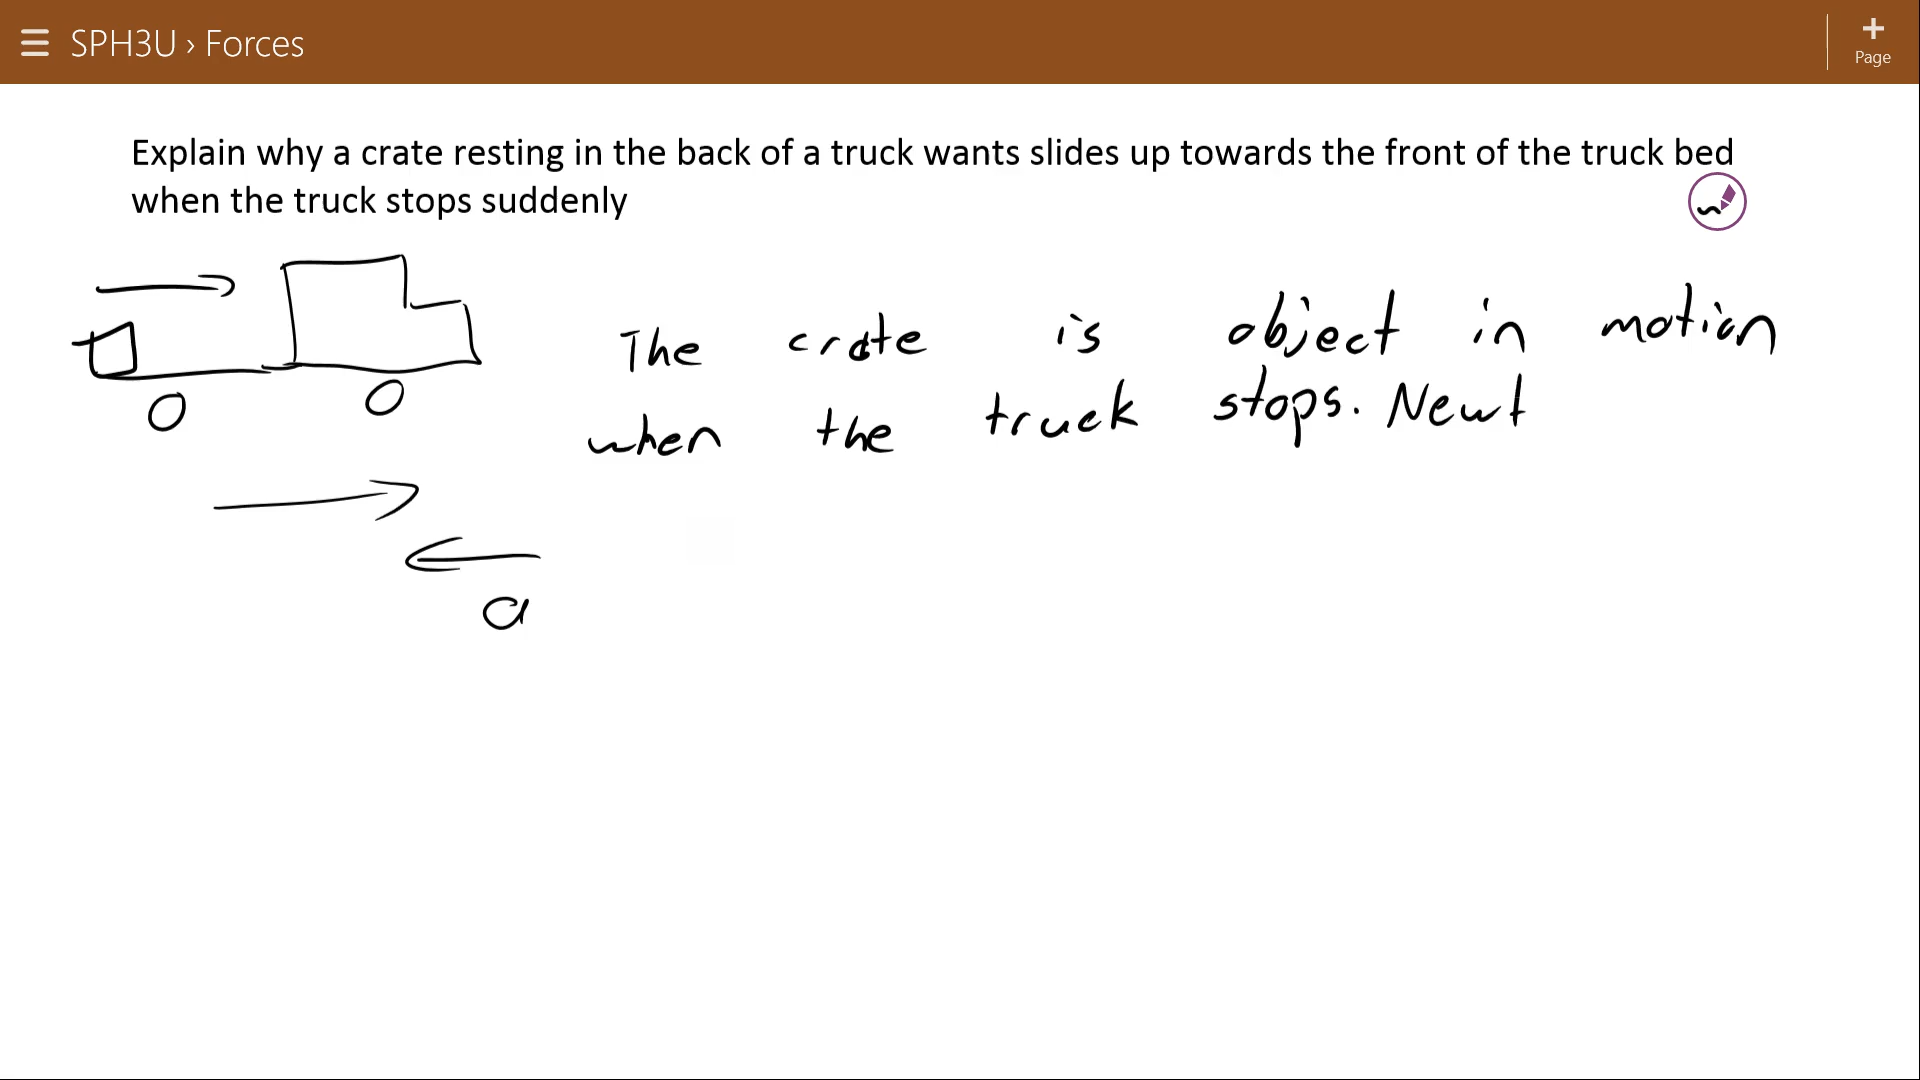 SPH3U › Forces
+
Page
Explain why a crate resting in the back of a truck wants slides up towards the front of the truck bed
when the truck stops suddenly
The crate is object in motion
when the truck stops. Newt
a